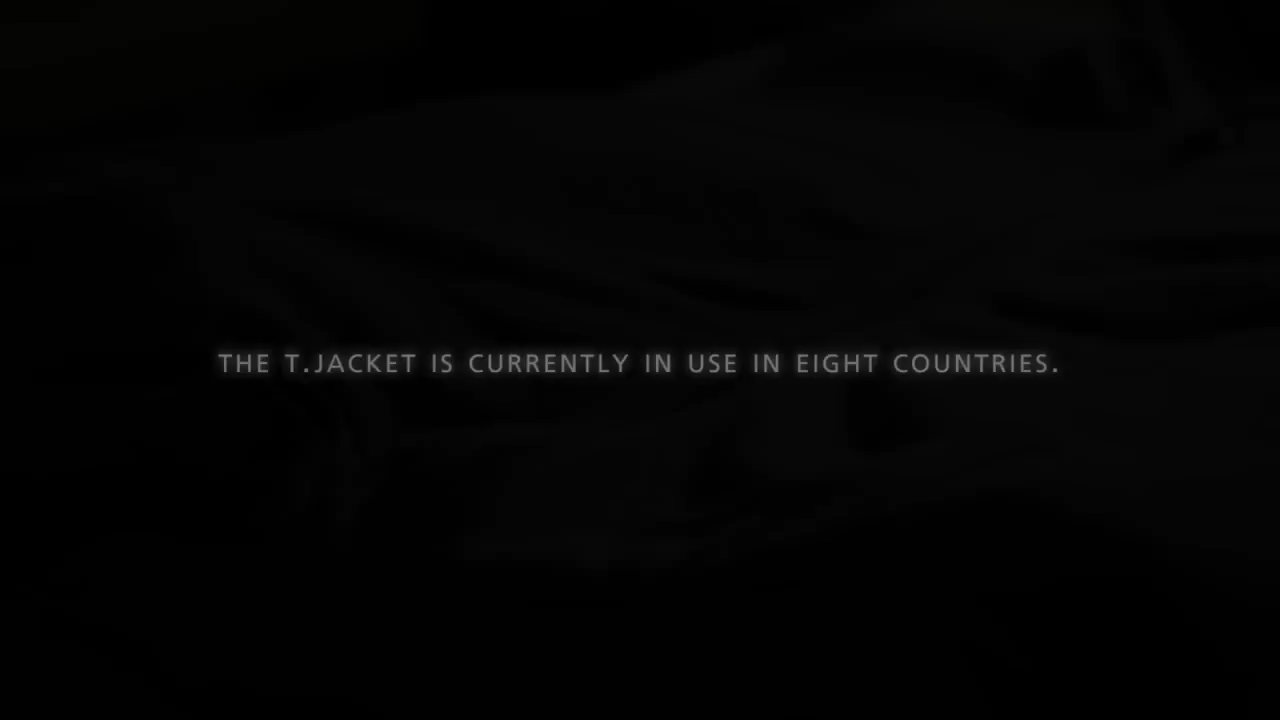 THE T.JACKET IS CURRENTLY IN USE IN EIGHT COUNTRIES.